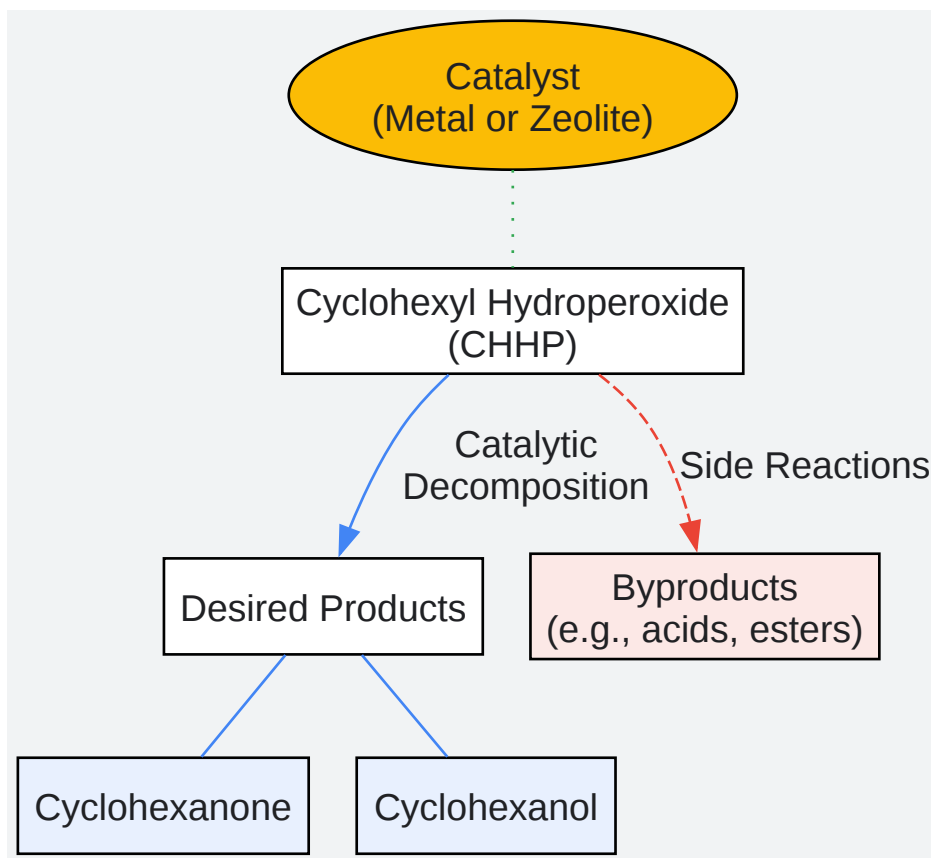 Catalyst
(Metal or Zeolite)
Cyclohexyl Hydroperoxide
(CHHP)
Catalytic
Decomposition
Side Reactions
Desired Products
Byproducts
(e.g., acids, esters)
Cyclohexanone
Cyclohexanol